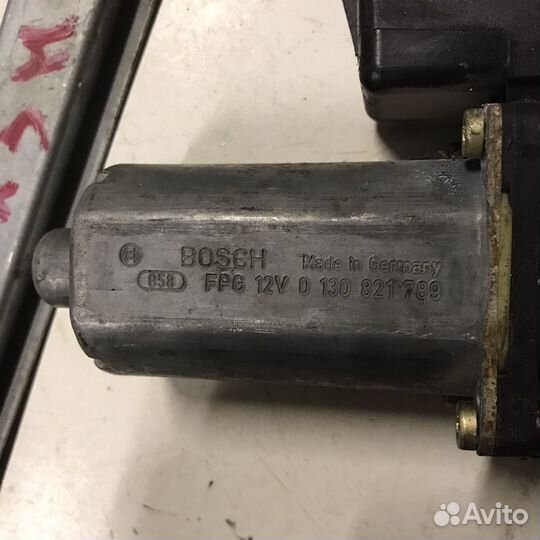 BOSCH Made in Germany
058 FPG 12V 0 130 821 789
Avito